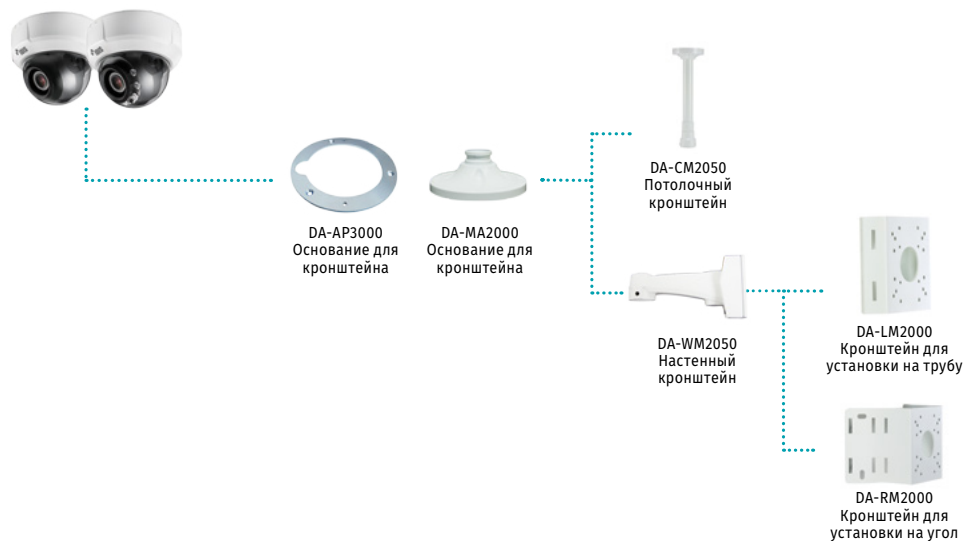 DA-AP3000
Основание для
кронштейна
DA-MA2000
Основание для
кронштейна
DA-CM2050
Потолочный
кронштейн
DA-WM2050
Настенный
кронштейн
DA-LM2000
Кронштейн для
установки на трубу
DA-RM2000
Кронштейн для
установки на угол